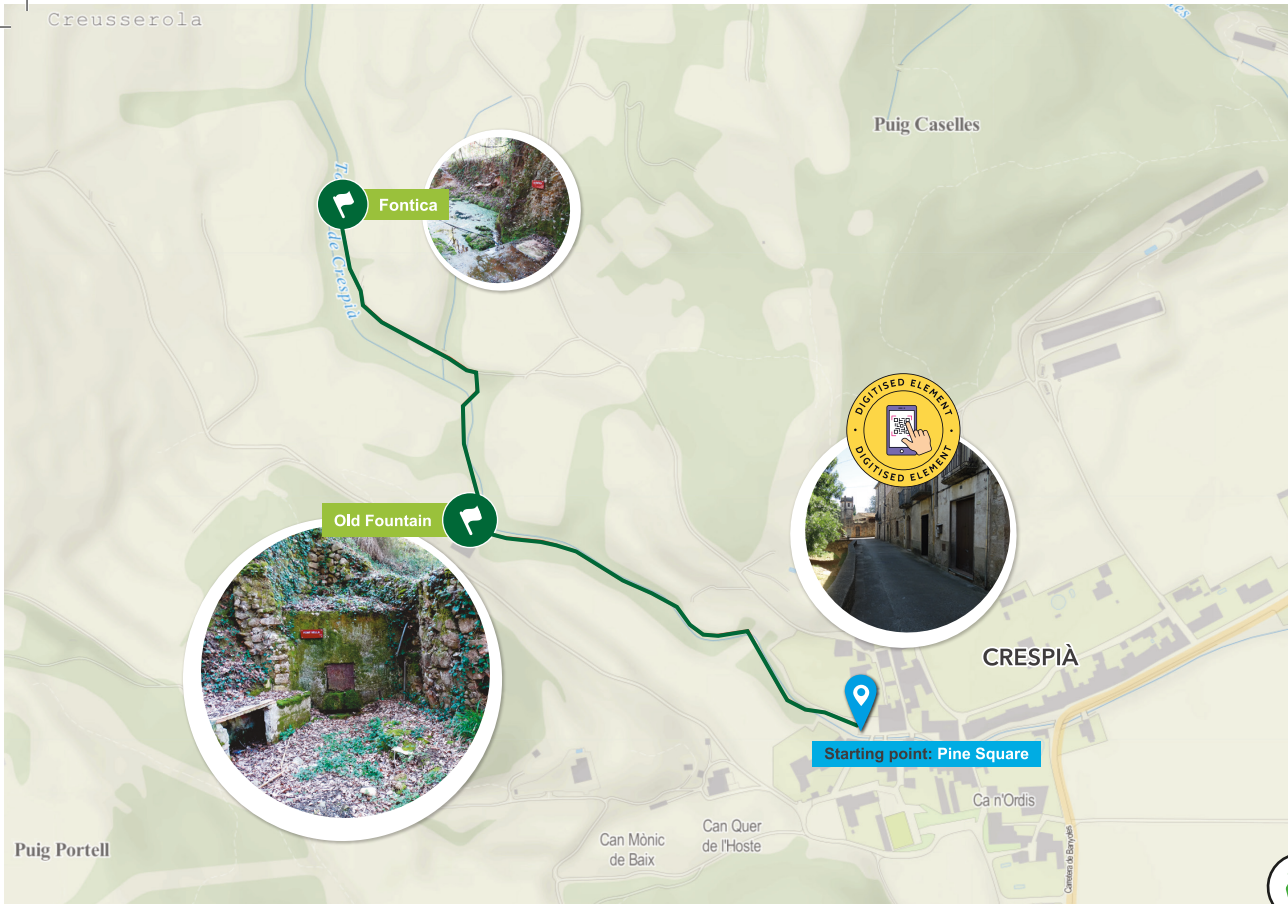 Creusserola
es
Puig Caselles
Fontica
de Crespià
DIGITISED ELEMENT
DIGITISED ELEMENT
Old Fountain
CRESPIÀ
Starting point: Pine Square
Ca n'Ordis
Can Quer
de l'Hoste
Can Mònic
de Baix
Puig Portell
Carretera de Banyoles